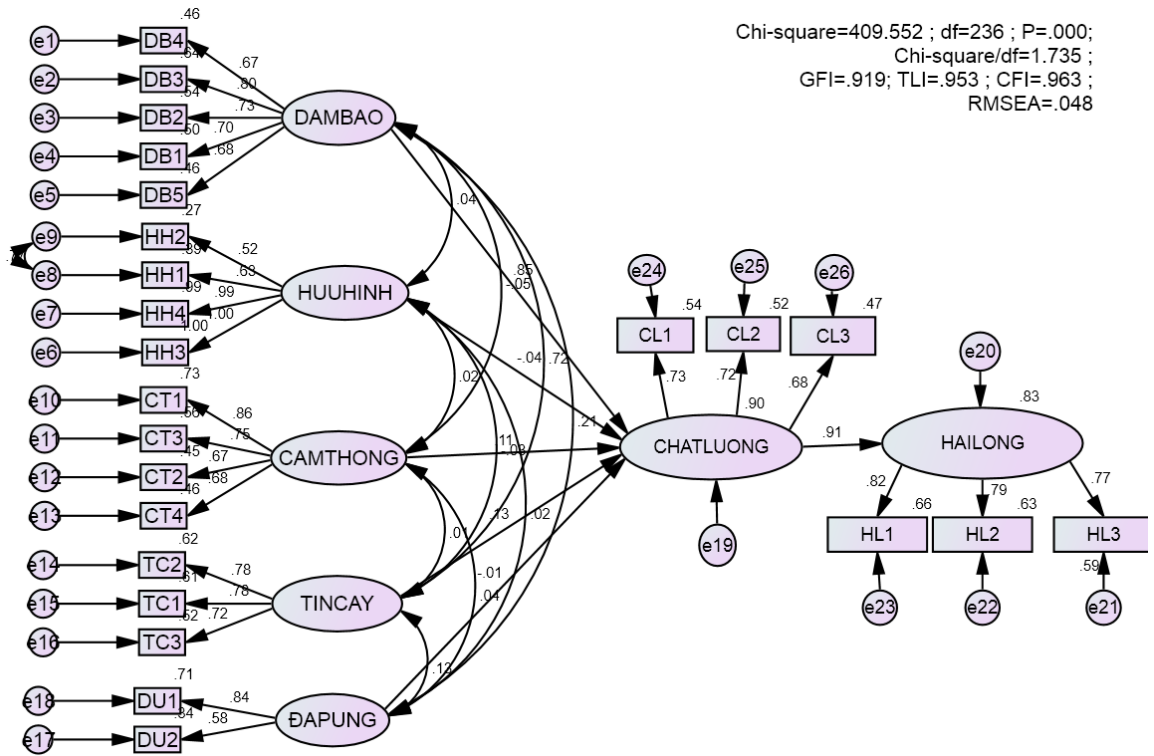 Chi-square=409.552 ; df=236 ; P=.000;
Chi-square/df=1.735 ;
GFI=.919; TLI=.953 ; CFI=.963 ;
RMSEA=.048
.46
e1 DB4
.64 .67
e2 DB3
.54 .80
e3 DB2 .73 DAMBAO
.50 .70
e4 DB1
.46 .68
e5 DB5
.27 .04
e9 HH2
.52
.39 .63
e8 HH1
.99 .99 HUUHINH
e7 HH4
1.00 1.00
e6 HH3
.85
-.05
.73 -.04 .72
.02
e10 CT1
.56 .86
e11 CT3 .75
.45 .67 CAMTHONG
e12 CT2
.46 .68
e13 CT4
.21
.11
-.03
.13 .02
.01
.62
e14 TC2
.61 .78
e15 TC1 .78 TINCAY
.52 .72
e16 TC3
-.01
.04
.13
.71
e18 DU1 .84
.34 .58 ĐAPUNG
e17 DU2
e24 e25 e26
.54 .52 .47
CL1 CL2 CL3
.73 .72 .68
.90
CHATLUONG
e19
.91
e20
.83
HAILONG
.82 .79 .77
.66 .63
HL1 HL2 HL3
.59
e23 e22 e21